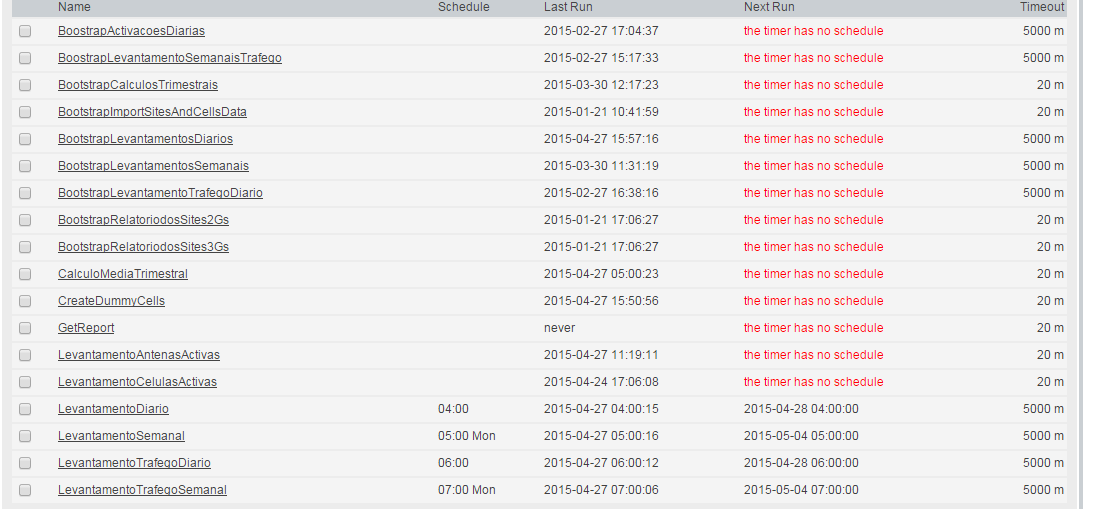 Name Schedule Last Run Next Run Timeout
BoostrapActivacoesDiarias 2015-02-27 17:04:37 the timer has no schedule 5000 m
BoostrapLevantamentoSemanaisTrafego 2015-02-27 15:17:33 the timer has no schedule 5000 m
BootstrapCalculosTrimestrais 2015-03-30 12:17:23 the timer has no schedule 20 m
BootstrapImportSitesAndCellsData 2015-01-21 10:41:59 the timer has no schedule 20 m
BootstrapLevantamentosDiarios 2015-04-27 15:57:16 the timer has no schedule 5000 m
BootstrapLevantamentosSemanais 2015-03-30 11:31:19 the timer has no schedule 5000 m
BootstrapLevantamentoTrafegoDiario 2015-02-27 16:38:16 the timer has no schedule 5000 m
BootstrapRelatoriodosSites2Gs 2015-01-21 17:06:27 the timer has no schedule 20 m
BootstrapRelatoriodosSites3Gs 2015-01-21 17:06:27 the timer has no schedule 20 m
CalculoMediaTrimestral 2015-04-27 05:00:23 the timer has no schedule 20 m
CreateDummyCells 2015-04-27 15:50:56 the timer has no schedule 20 m
GetReport never the timer has no schedule 20 m
LevantamentoAntenasActivas 2015-04-27 11:19:11 the timer has no schedule 20 m
LevantamentoCelulasActivas 2015-04-24 17:06:08 the timer has no schedule 20 m
LevantamentoDiario 04:00 2015-04-27 04:00:15 2015-04-28 04:00:00 5000 m
LevantamentoSemanal 05:00 Mon 2015-04-27 05:00:16 2015-05-04 05:00:00 5000 m
LevantamentoTrafegoDiario 06:00 2015-04-27 06:00:12 2015-04-28 06:00:00 5000 m
LevantamentoTrafegoSemanal 07:00 Mon 2015-04-27 07:00:06 2015-05-04 07:00:00 5000 m